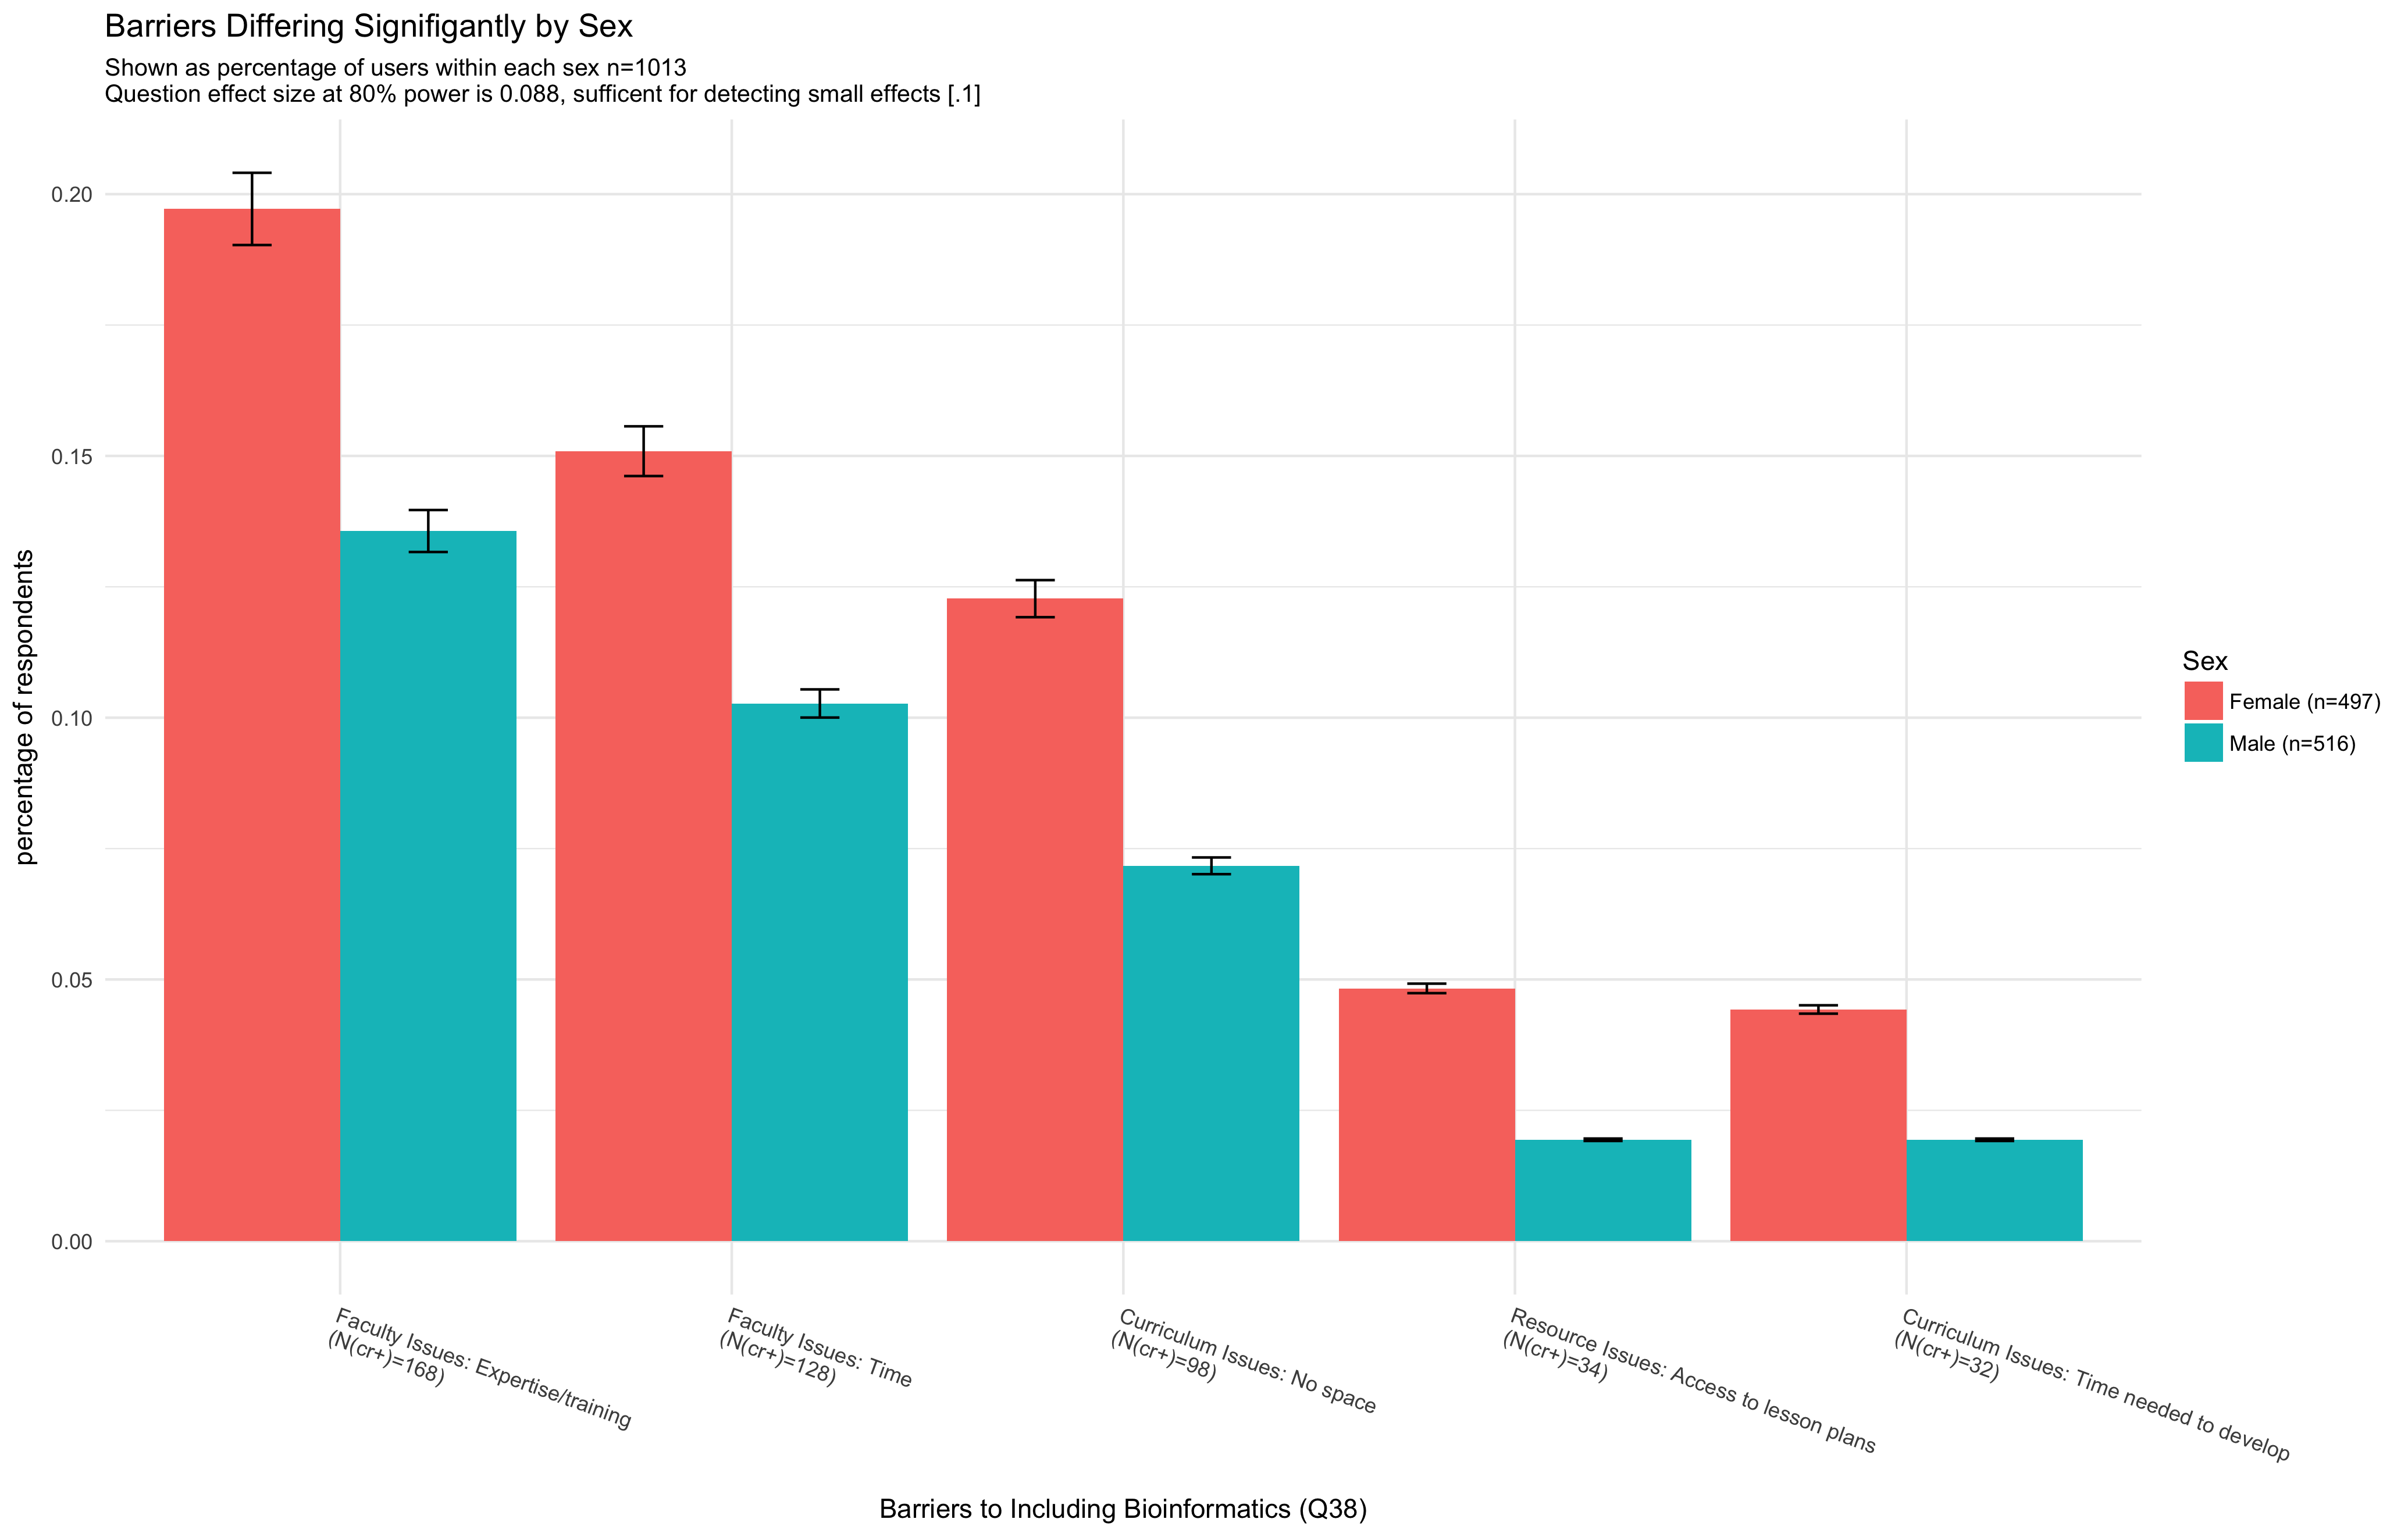 Barriers Differing Signifigantly by Sex
Shown as percentage of users within each sex n=1013
Question effect size at 80% power is 0.088, sufficent for detecting small effects [.1]
percentage of respondents
0.20
0.15
0.10
0.05
0.00
Sex
Female (n=497)
Male (n=516)
Faculty Issues: Expertise/training
(N(cr+)=168)
Faculty Issues: Time
(N(cr+)=128)
Curriculum Issues: No space
(N(cr+)=98)
Resource Issues: Access to lesson plans
(N(cr+)=34)
Curriculum Issues: Time needed to develop
(N(cr+)=32)
Barriers to Including Bioinformatics (Q38)